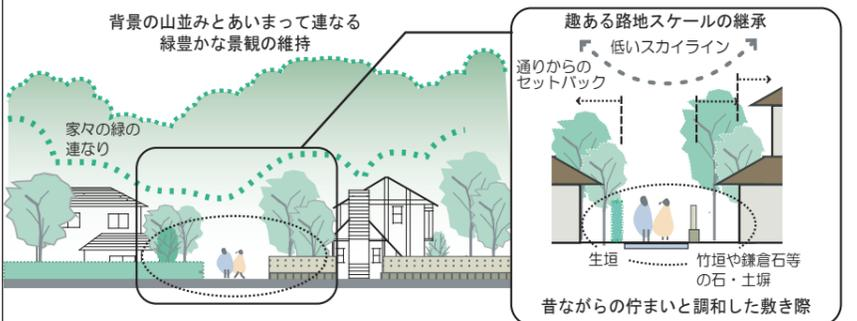 背景の山並みとあいまって連なる
緑豊かな景観の維持
家々の緑の
連なり
趣ある路地スケールの継承
低いスカイライン
通りからの
セットバック
生垣
竹垣や鎌倉石等
の石・土塀
昔ながらの佇まいと調和した敷き際